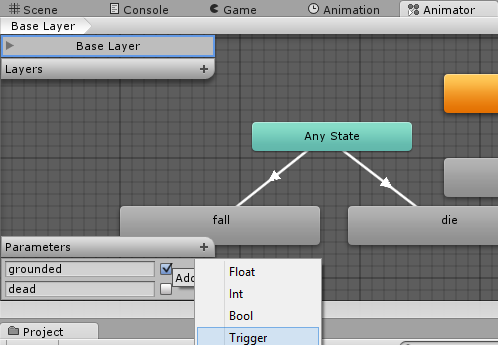 Scene Console Game Animation Animator
Base Layer
Base Layer
Layers +
Any State
fall die
Parameters +
grounded
Add
dead
Float
Int
Bool
Trigger
Project